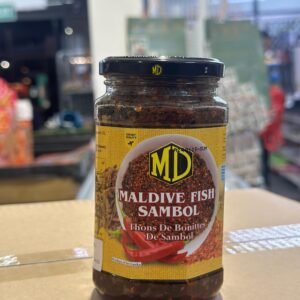 MD
MD
MALDIVE FISH
SAMBOL
Thons De Bonites
De Sambol